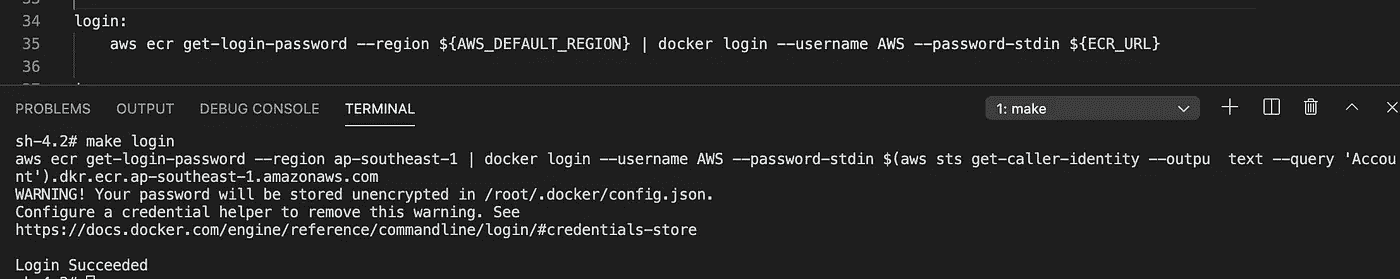 34 login:
35 aws ecr get-login-password --region ${AWS_DEFAULT_REGION} | docker login --username AWS --password-stdin ${ECR_URL}
36
PROBLEMS OUTPUT DEBUG CONSOLE TERMINAL 1: make
sh-4.2# make login
aws ecr get-login-password --region ap-southeast-1 | docker login --username AWS --password-stdin $(aws sts get-caller-identity --outpu  text --query 'Accou
nt').dkr.ecr.ap-southeast-1.amazonaws.com
WARNING! Your password will be stored unencrypted in /root/.docker/config.json.
Configure a credential helper to remove this warning. See
https://docs.docker.com/engine/reference/commandline/login/#credentials-store
Login Succeeded